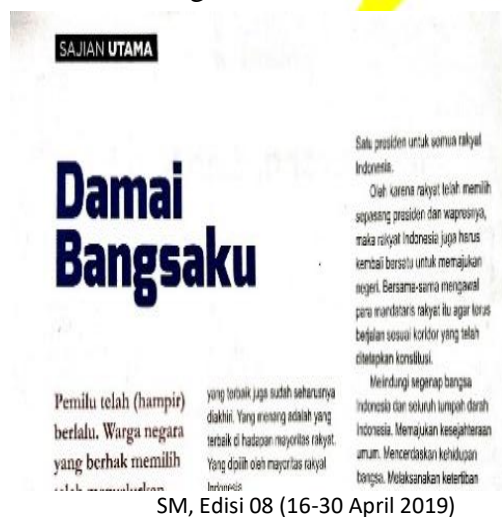 SAJIAN UTAMA
Damai
Bangsaku
Pemilu telah (hampir)
berlalu. Warga negara
yang berhak memilih
yang terbaik juga sudah seharusnya
diakhiri. Yang menang adalah yang
terbaik di hadapan mayoritas rakyat.
Yang dipilih oleh mayoritas rakyat
Indonesia.
Satu presiden untuk semua rakyat
Indonesia.
Oleh karena rakyat telah memilih
sepasang presiden dan wapresnya,
maka rakyat Indonesia juga harus
kembali bersatu untuk memajukan
negeri. Bersama-sama mengawal
para mandataris rakyat itu agar terus
berjalan sesuai koridor yang telah
ditetapkan konstitusi.
Melindungi segenap bangsa
Indonesia dan seluruh tumpah darah
Indonesia. Memajukan kesejahteraan
umum. Mencerdaskan kehidupan
bangsa. Melaksanakan ketertiban
SM, Edisi 08 (16-30 April 2019)